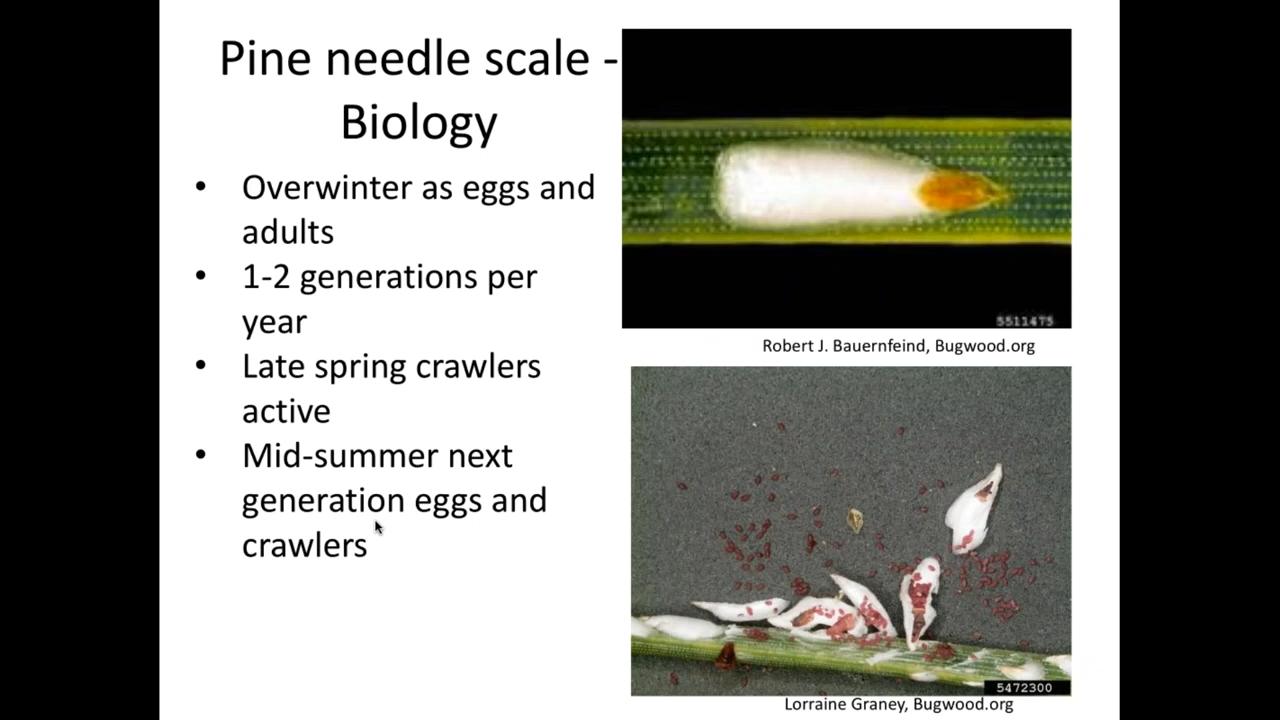 Pine needle scale -
Biology
• Overwinter as eggs and
adults
• 1-2 generations per
year
• Late spring crawlers
active
• Mid-summer next
generation eggs and
crawlers
5511475
Robert J. Bauernfeind, Bugwood.org
5472300
Lorraine Graney, Bugwood.org